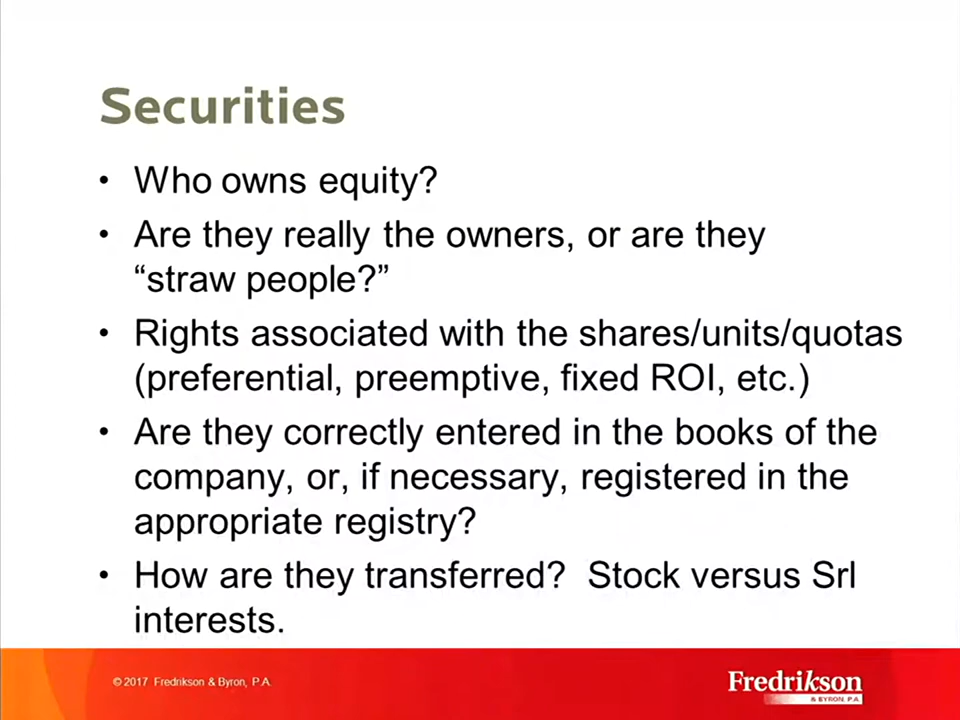 Securities
• Who owns equity?
• Are they really the owners, or are they
“straw people?”
• Rights associated with the shares/units/quotas
(preferential, preemptive, fixed ROI, etc.)
• Are they correctly entered in the books of the
company, or, if necessary, registered in the
appropriate registry?
• How are they transferred?  Stock versus Srl
interests.
© 2017 Fredrikson & Byron, P.A.
Fredrikson
& BYRON, P.A.